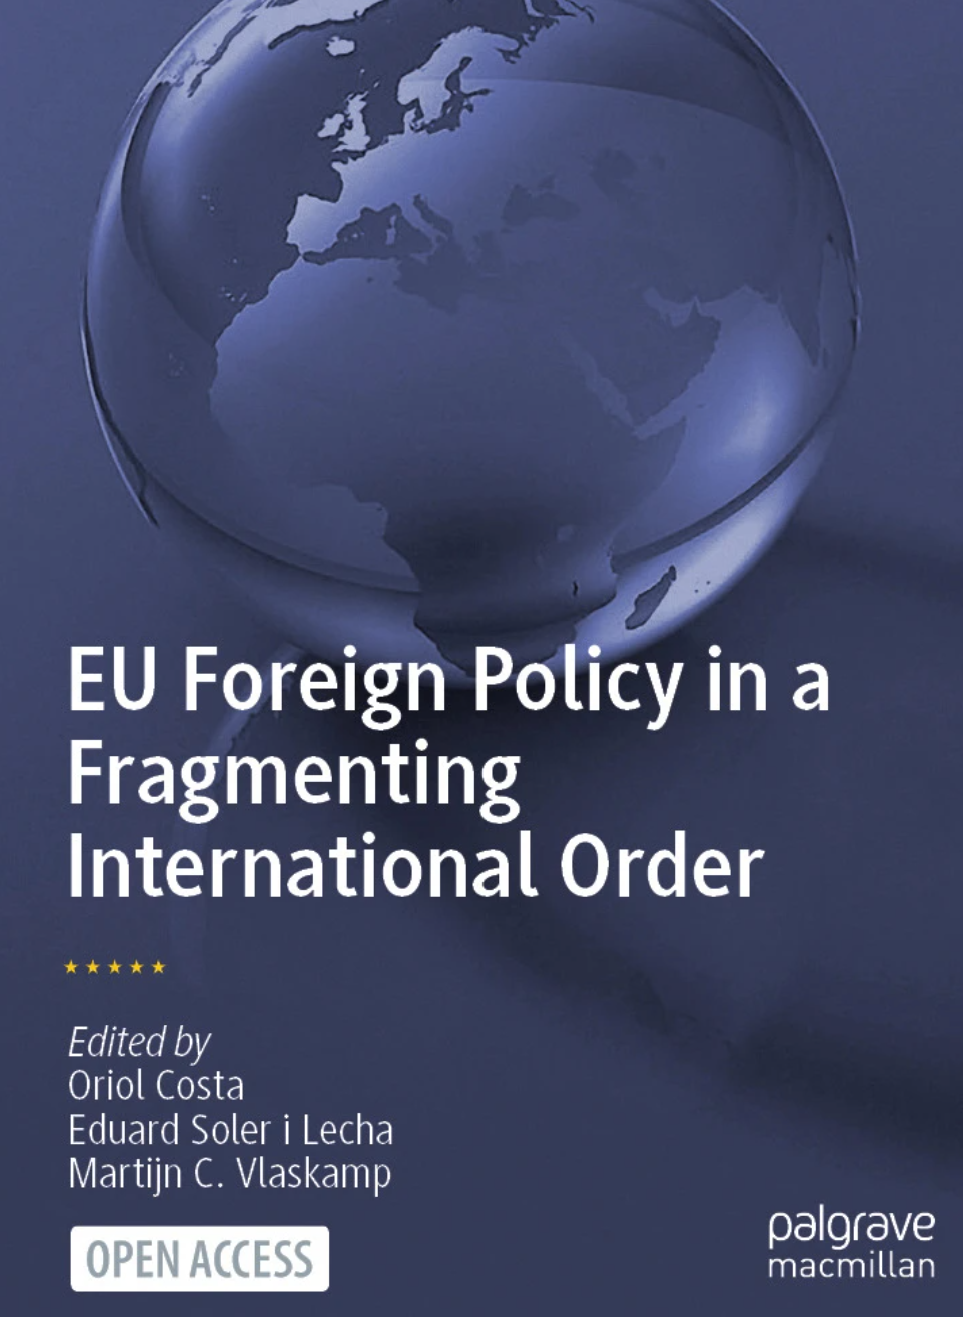 EU Foreign Policy in a
Fragmenting
International Order
Edited by
Oriol Costa
Eduard Soler i Lecha
Martijn C. Vlaskamp
OPEN ACCESS
palgrave
macmillan